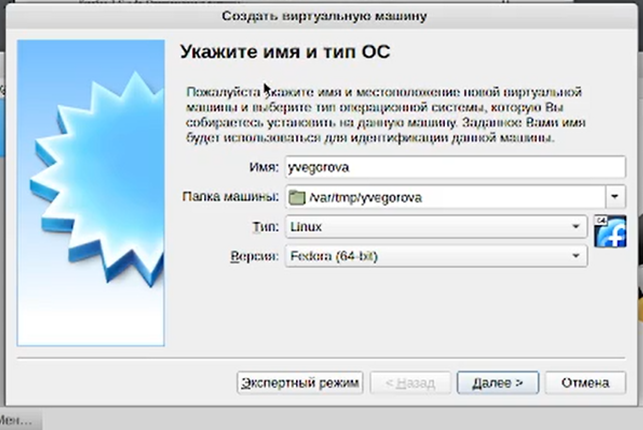 Создать виртуальную машину
Укажите имя и тип ОС
Пожалуйста укажите имя и местоположение новой виртуальной
машины и выберите тип операционной системы, которую Вы
собираетесь установить на данную машину. Заданное Вами имя
будет использоваться для идентификации данной машины.
Имя: yvegorova
Папка машины: /var/tmp/yvegorova
Тип: Linux
64
Версия: Fedora (64-bit)
Экспертный режим < Назад Далее > Отмена